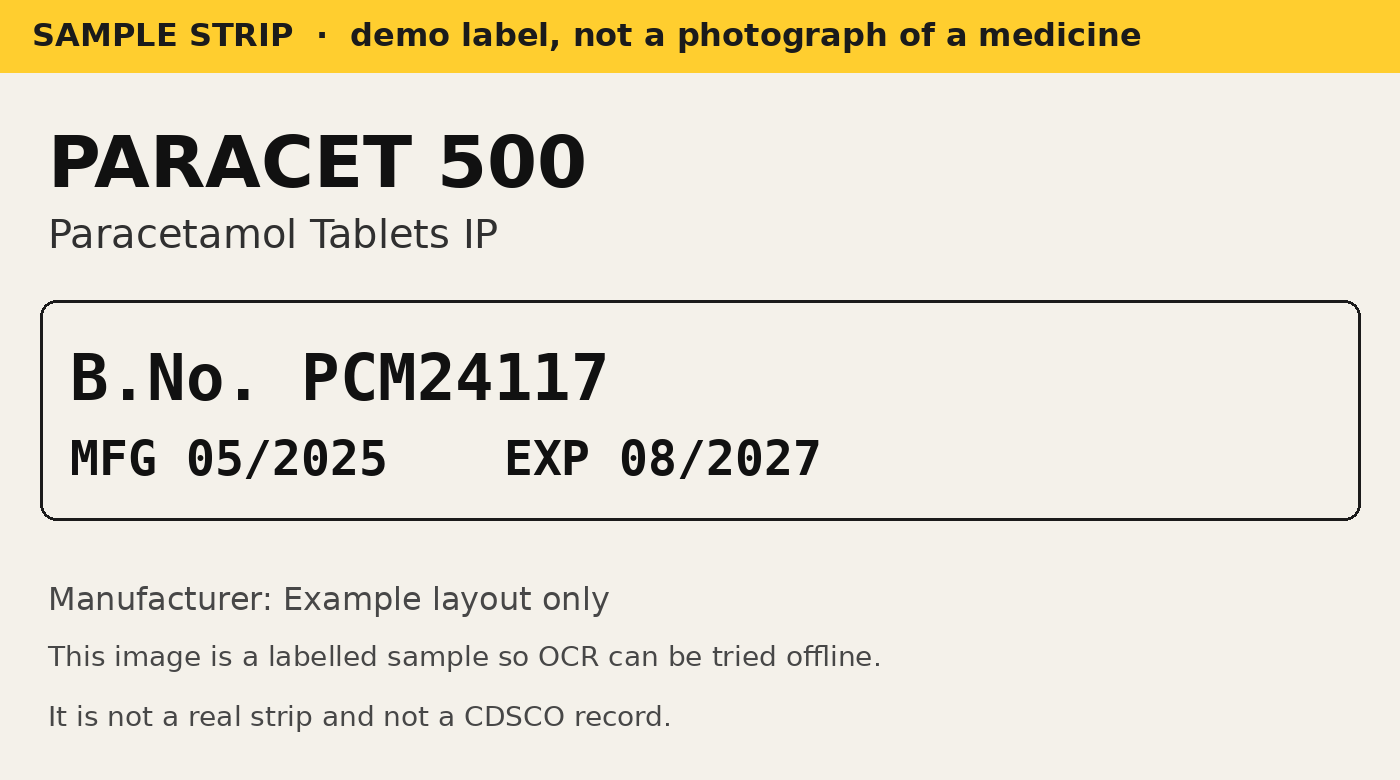 SAMPLE STRIP · demo label, not a photograph of a medicine
PARACET 500
Paracetamol Tablets IP
B.No. PCM24117
MFG 05/2025 EXP 08/2027
Manufacturer: Example layout only
This image is a labelled sample so OCR can be tried offline.
It is not a real strip and not a CDSCO record.